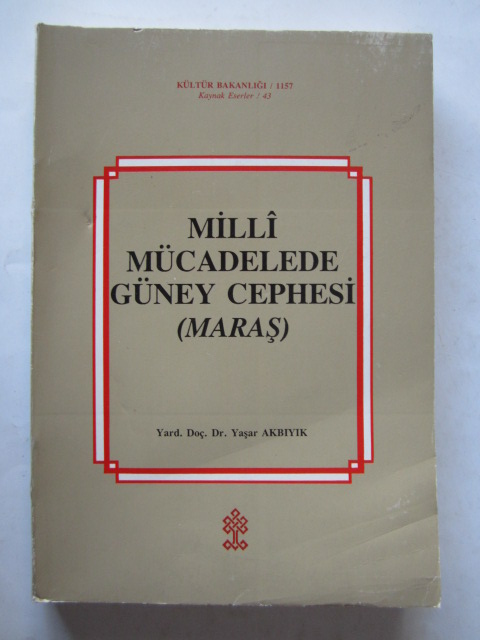 KÜLTÜR BAKANLIĞI / 1157
Kaynak Eserler / 43
MİLLÎ
MÜCADELEDE
GÜNEY CEPHESİ
(MARAŞ)
Yard. Doç. Dr. Yaşar AKBIYIK